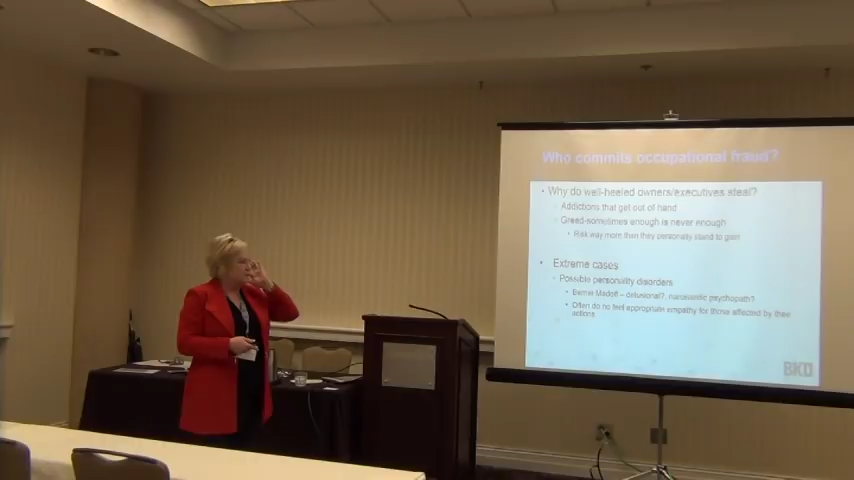 Who commits occupational fraud?
• Why do well-heeled owners/executives steal?
Addictions that get out of hand
Greed-sometimes enough is never enough
• Risk way more than they personally stand to gain
• Extreme cases
Possible personality disorders
• Bernie Madoff – delusional?, narcissistic psychopath?
• Often do no feel appropriate empathy for those affected by their
actions
BKD